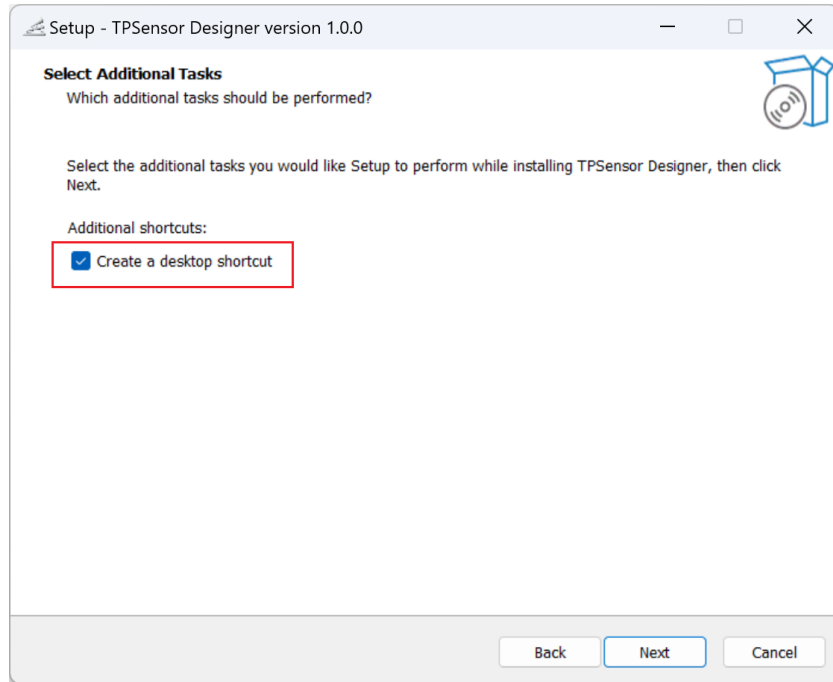 Setup - TPSensor Designer version 1.0.0
Select Additional Tasks
Which additional tasks should be performed?
Select the additional tasks you would like Setup to perform while installing TPSensor Designer, then click
Next.
Additional shortcuts:
Create a desktop shortcut
Back Next Cancel